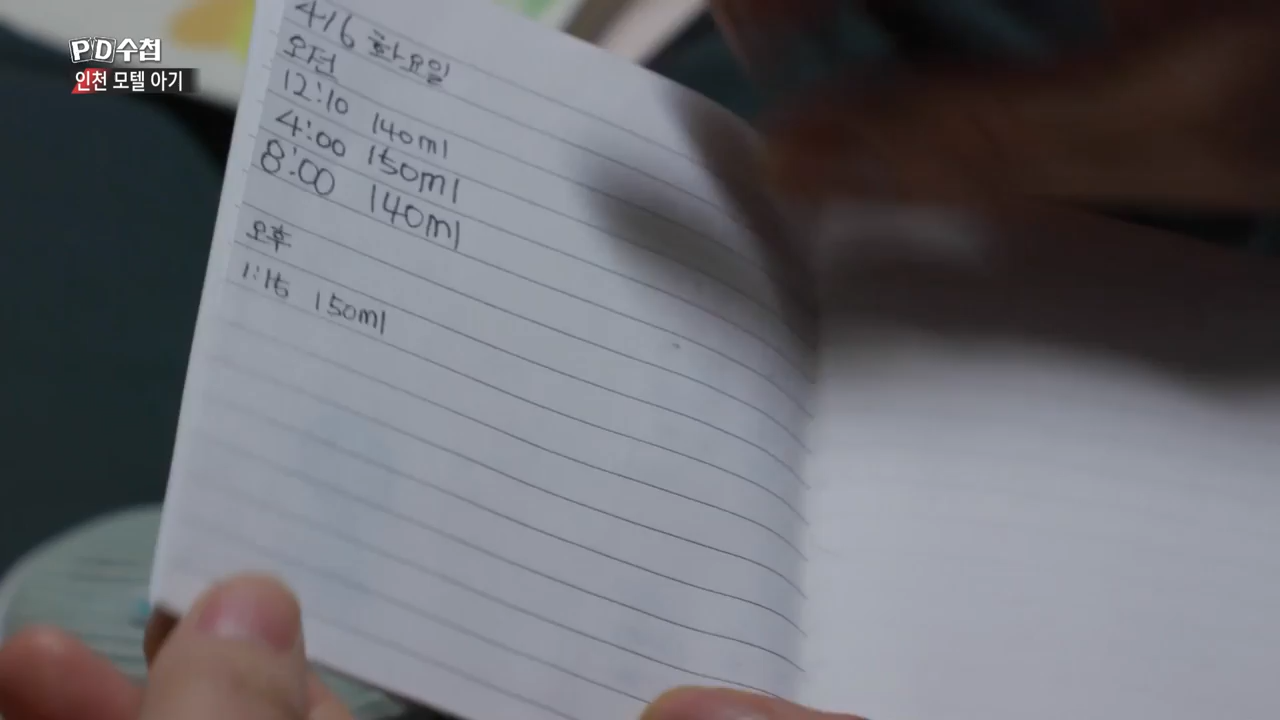 PD수첩
인천 모텔 아기
4.16 화요일
오전
12:10 140ml
4:00 150ml
8:00 140ml
오후
1:15 150ml